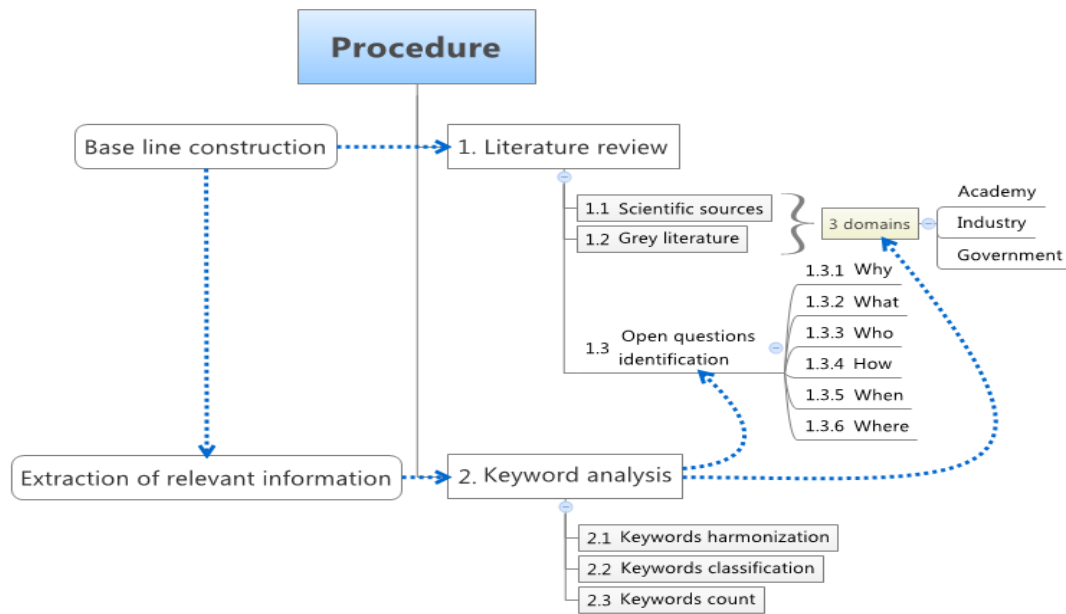 Procedure
Base line construction
1. Literature review
1.1 Scientific sources
1.2 Grey literature
3 domains
Academy
Industry
Government
1.3 Open questions
identification
1.3.1 Why
1.3.2 What
1.3.3 Who
1.3.4 How
1.3.5 When
1.3.6 Where
Extraction of relevant information
2. Keyword analysis
2.1 Keywords harmonization
2.2 Keywords classification
2.3 Keywords count